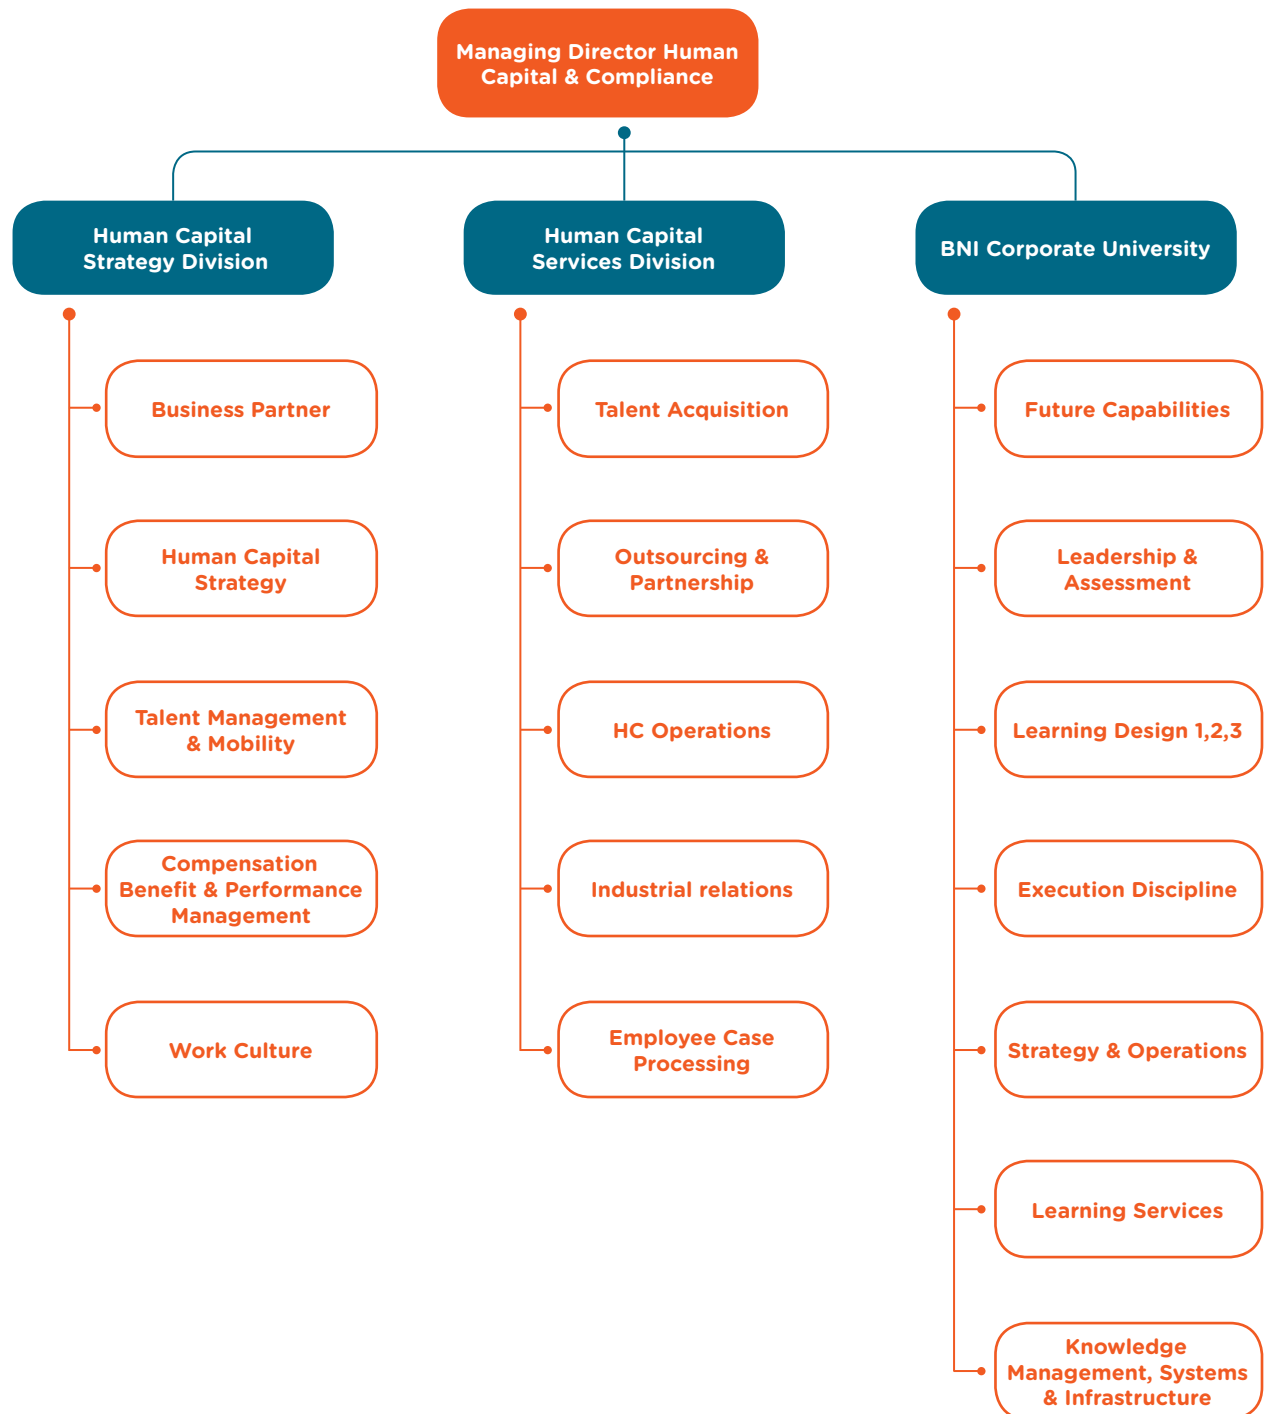 Managing Director Human
Capital & Compliance
Human Capital
Strategy Division
Business Partner
Human Capital
Strategy
Talent Management
& Mobility
Compensation
Benefit & Performance
Management
Work Culture
Human Capital
Services Division
Talent Acquisition
Outsourcing &
Partnership
HC Operations
Industrial relations
Employee Case
Processing
BNI Corporate University
Future Capabilities
Leadership &
Assessment
Learning Design 1,2,3
Execution Discipline
Strategy & Operations
Learning Services
Knowledge
Management, Systems
& Infrastructure